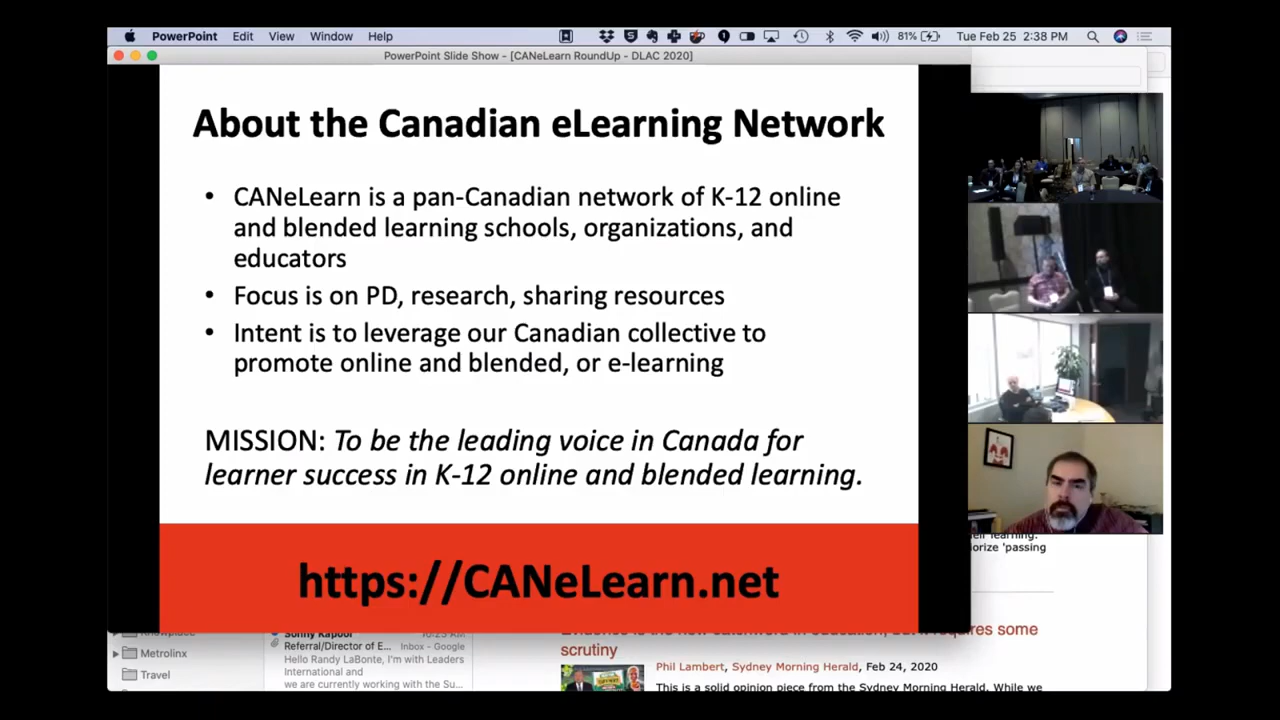 PowerPoint Edit View Window Help 81% Tue Feb 25 2:38 PM
PowerPoint Slide Show - [CANeLearn RoundUp - DLAC 2020]
About the Canadian eLearning Network
• CANeLearn is a pan-Canadian network of K-12 online
and blended learning schools, organizations, and
educators
• Focus is on PD, research, sharing resources
• Intent is to leverage our Canadian collective to
promote online and blended, or e-learning
MISSION: To be the leading voice in Canada for
learner success in K-12 online and blended learning.
https://CANeLearn.net
learning.
'passing
Metrolinx
Travel
Sonny Kapoor
Referral/Director of E... Inbox - Google
Hello Randy LaBonte, I'm with Leaders
International and
we are currently working with the Su...
some
scrutiny
Phil Lambert, Sydney Morning Herald, Feb 24, 2020
This is a solid opinion piece from the Sydney Morning Herald. While we